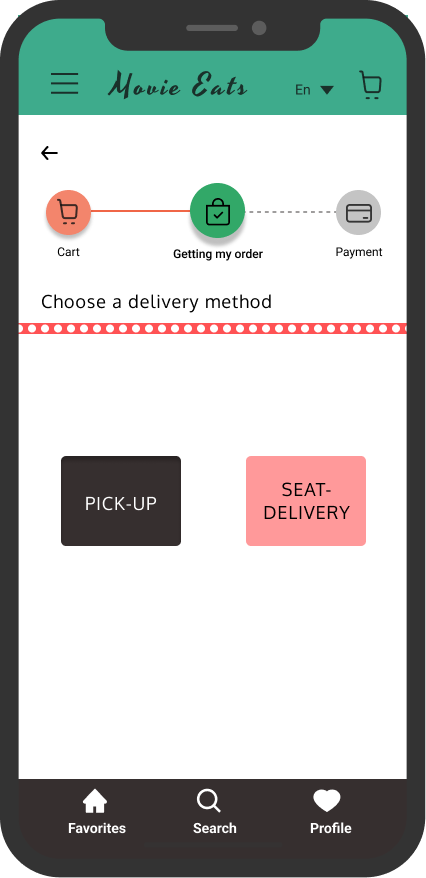 Movie Eats
En
Cart
Getting my order
Payment
Choose a delivery method
PICK-UP
SEAT-
DELIVERY
Favorites
Search
Profile